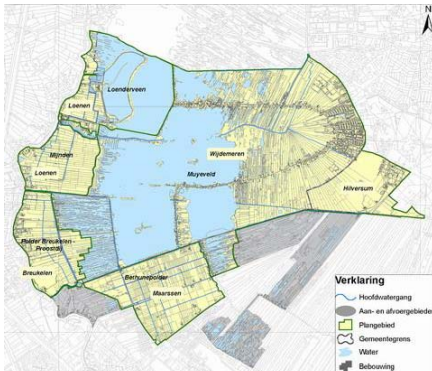 N
Loenderveen
Loenen
Mijnden
Loenen
Wijdemeren
Muyeveld
Hilversum
Polder Breukelen -
Proostdij
Breukelen
Bethunepolder
Maarssen
Verklaring
Hoofdwatergang
Aan- en afvoergebieden
Plangebied
Gemeentegrens
Water
Bebouwing